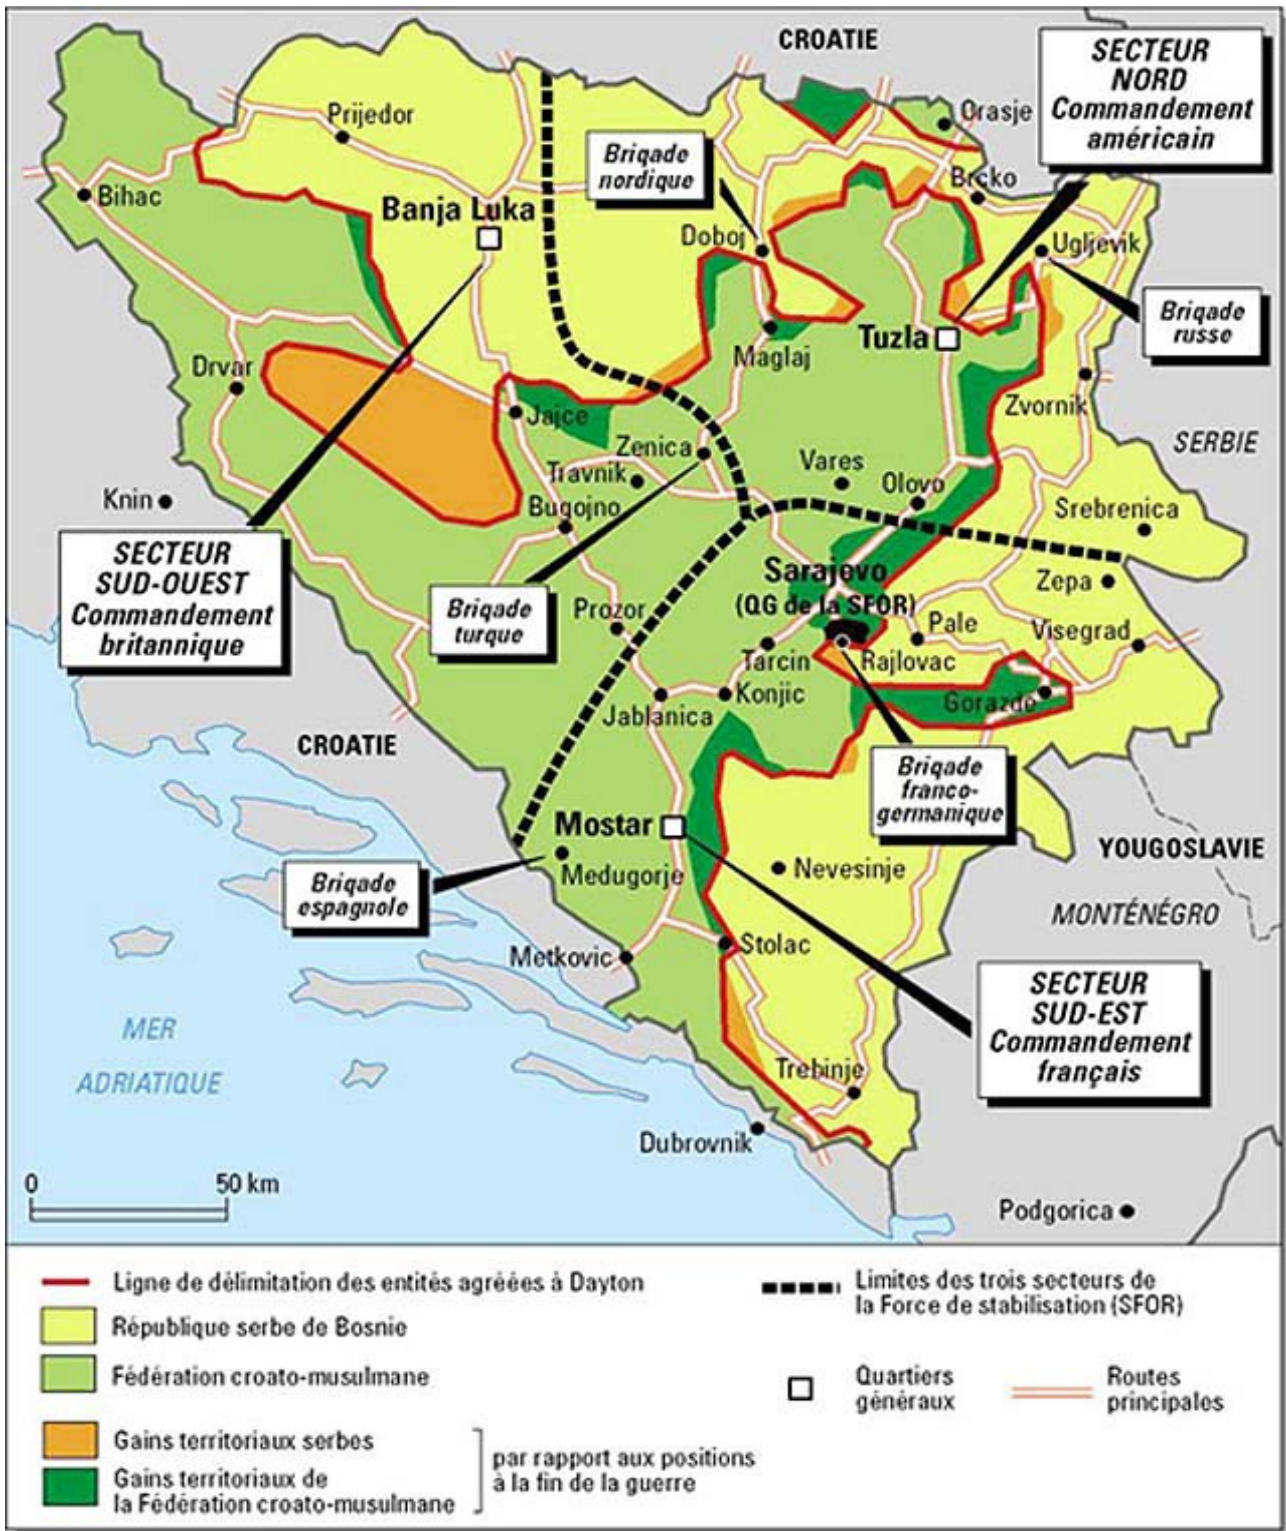 CROATIE
SECTEUR
NORD
Commandement
américain
Prijedor
Orasje
Brigade
nordique
Bihac
Brcko
Banja Luka
Doboj
Ugljevik
Brigade
russe
Tuzla
Maglaj
Drvar
Zvornik
Jajce
SERBIE
Zenica
Travnik
Vares
Olovo
Knin
Bugojno
Srebrenica
SECTEUR
SUD-OUEST
Commandement
britannique
Sarajevo
(QG de la SFOR)
Zepa
Brigade
turque
Prozor
Pale
Visegrad
Tarcin
Rajlovac
Jablanica
Konjic
Gorazde
CROATIE
Brigade
franco-
germanique
Mostar
YOUGOSLAVIE
Brigade
espagnole
Medugorje
Nevesinje
MONTÉNÉGRO
Metkovic
Stolac
SECTEUR
SUD-EST
Commandement
français
MER
ADRIATIQUE
Trebinje
Dubrovnik
0 50 km
Podgorica
Ligne de délimitation des entités agréées à Dayton
République serbe de Bosnie
Fédération croato-musulmane
Gains territoriaux serbes
Gains territoriaux de
la Fédération croato-musulmane
par rapport aux positions
à la fin de la guerre
Limites des trois secteurs de
la Force de stabilisation (SFOR)
Quartiers
généraux
Routes
principales